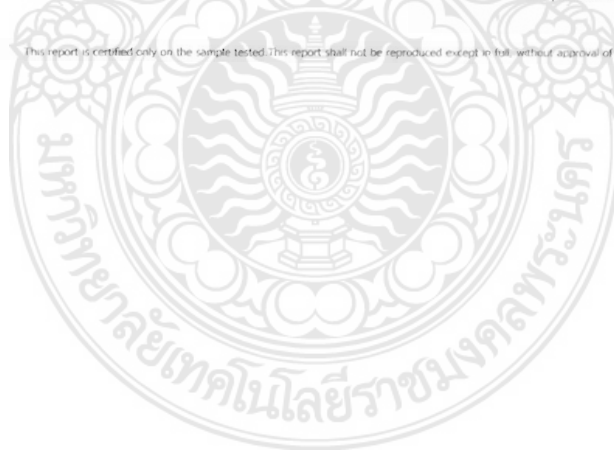 This report is certified only on the sample tested.This report shall not be reproduced except in full, without approval of
มหาวิทยาลัยเทคโนโลยีราชมงคลพระนคร